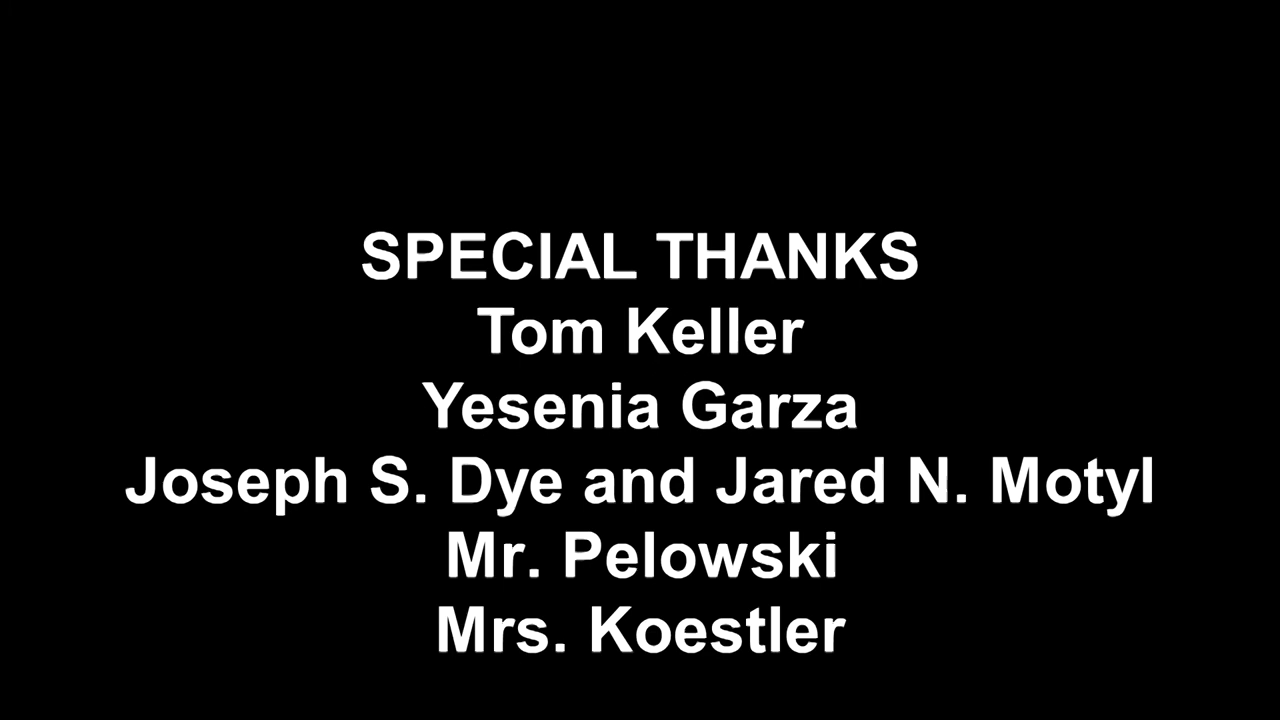 SPECIAL THANKS
Tom Keller
Yesenia Garza
Joseph S. Dye and Jared N. Motyl
Mr. Pelowski
Mrs. Koestler